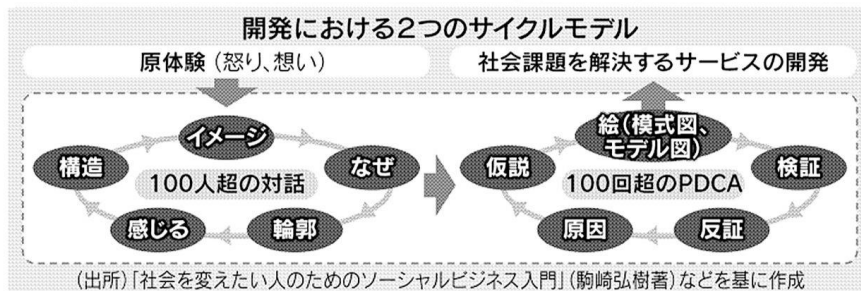 開発における2つのサイクルモデル
原体験（怒り、想い）
社会課題を解決するサービスの開発
イメージ
なぜ
輪郭
感じる
構造
100人超の対話
絵（模式図、
モデル図）
検証
反証
原因
仮説
100回超のPDCA
（出所）「社会を変えたい人のためのソーシャルビジネス入門」（駒崎弘樹著）などを基に作成